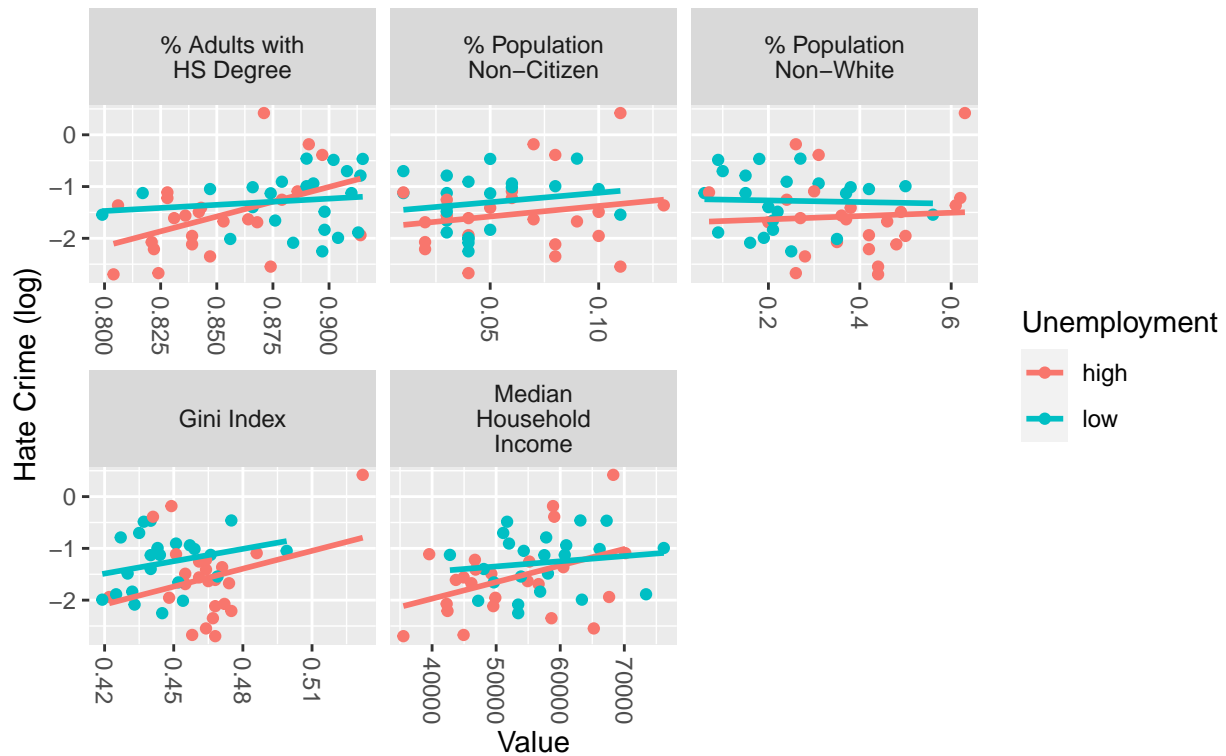 % Adults with
HS Degree
% Population
Non−Citizen
% Population
Non−White
0
−1
−2
0.800
0.825
0.850
0.875
0.900
0.05
0.10
0.2
0.4
0.6
Gini Index
Median
Household
Income
0
−1
−2
0.42
0.45
0.48
0.51
40000
50000
60000
70000
Hate Crime (log)
Value
Unemployment
high
low